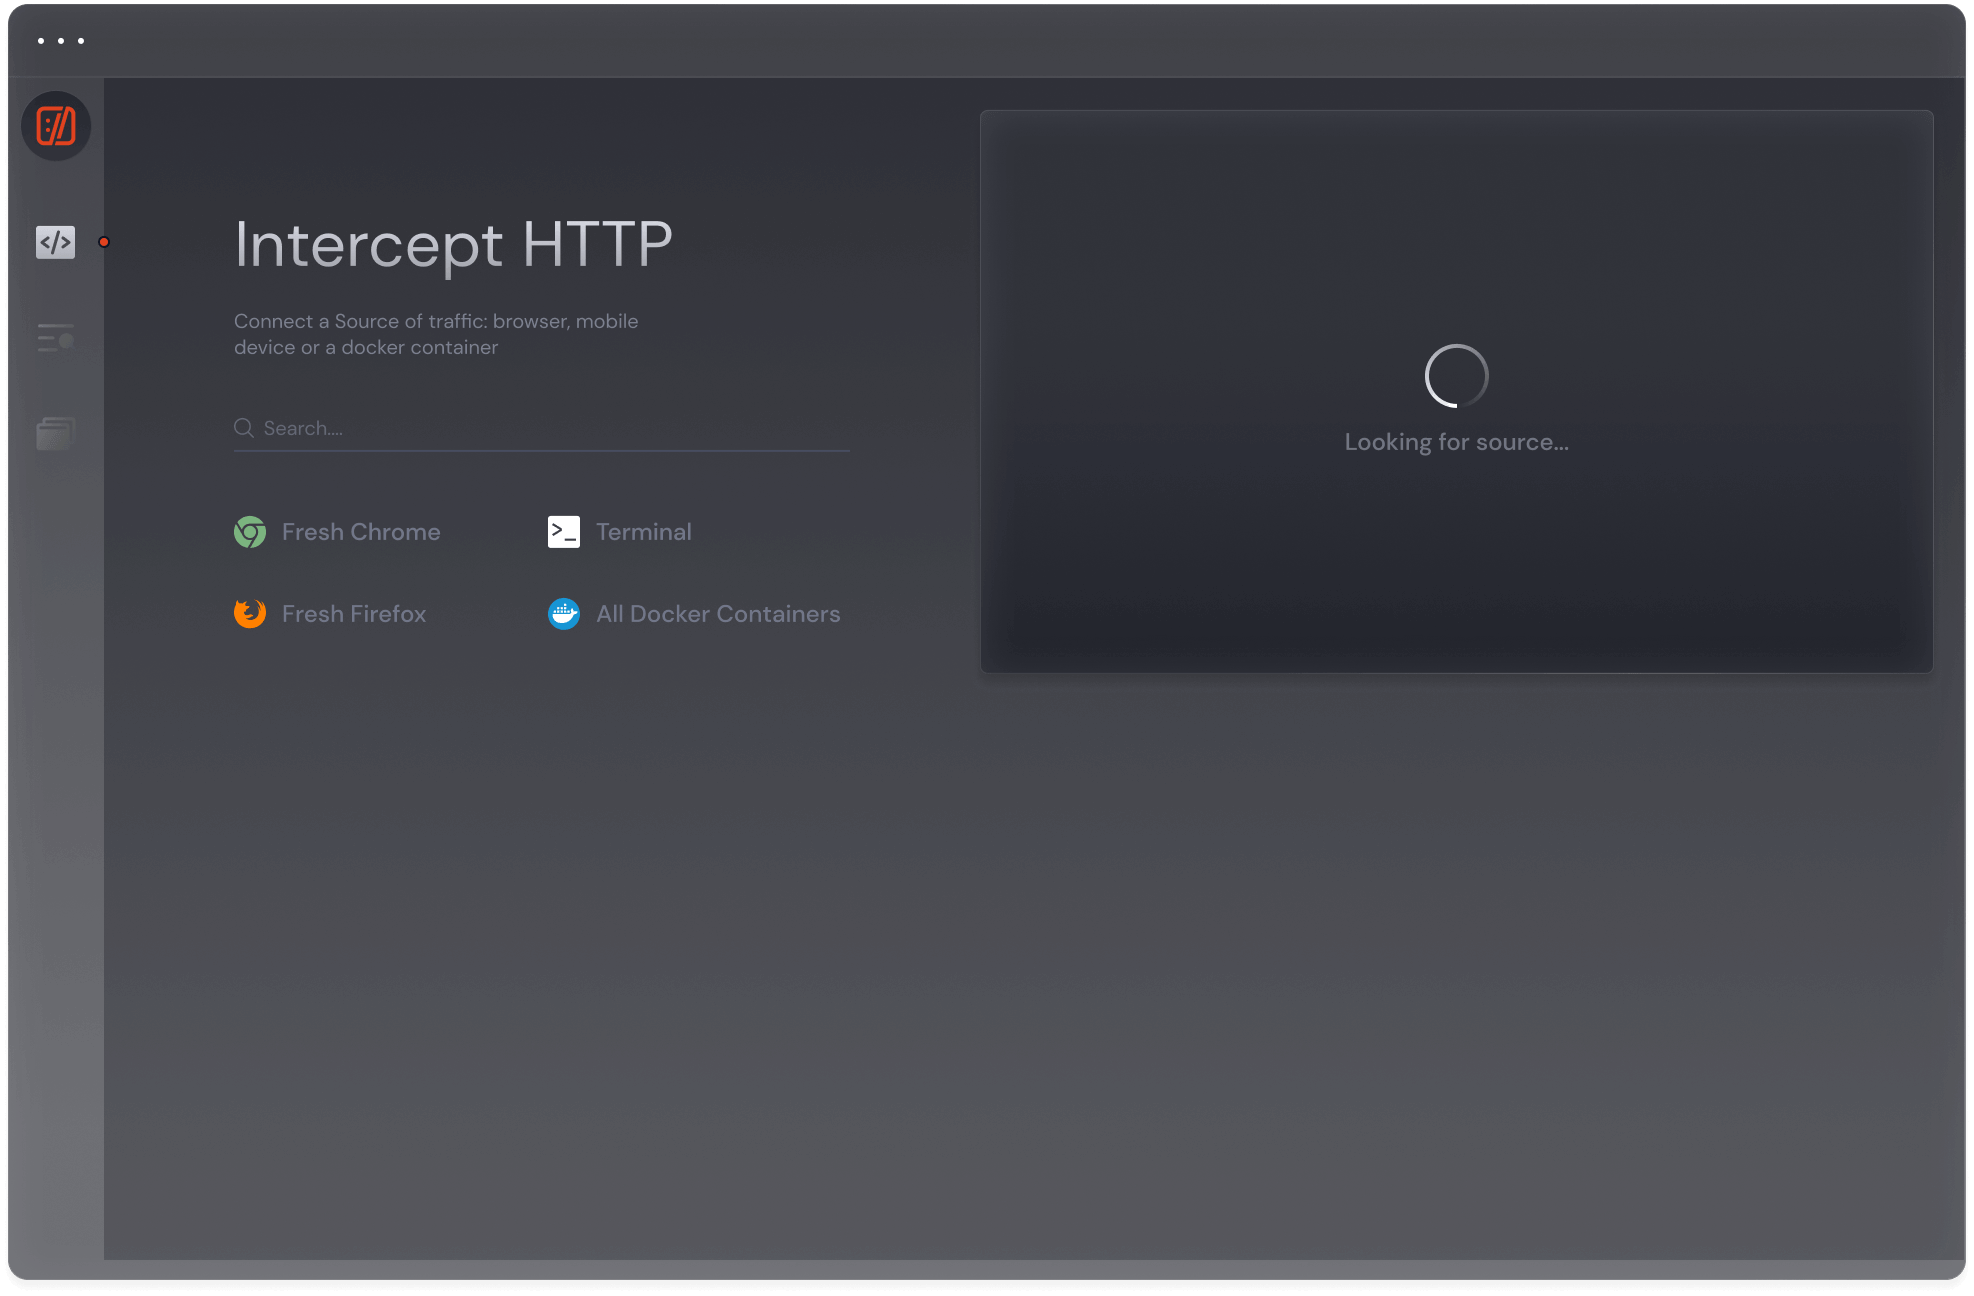 Intercept HTTP
Connect a Source of traffic: browser, mobile
device or a docker container
Search....
Fresh Chrome
Terminal
Fresh Firefox
All Docker Containers
Looking for source...